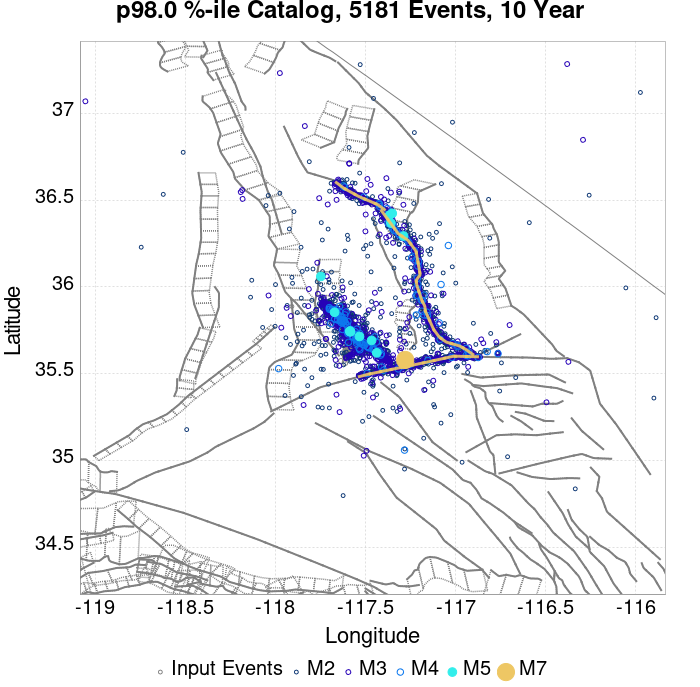 p98.0 %-ile Catalog, 5181 Events, 10 Year
37
36.5
36
35.5
35
34.5
Latitude
-119 -118.5 -118 -117.5 -117 -116.5 -116
Longitude
Input Events M2 M3 M4 M5 M7